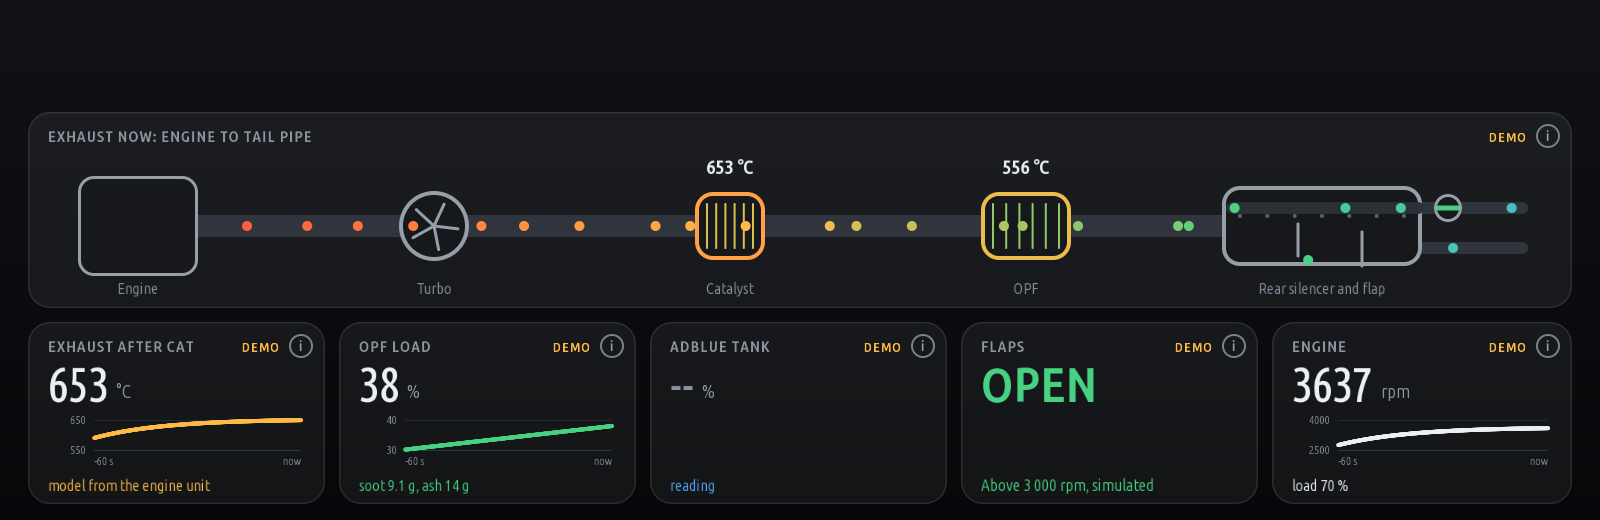 EXHAUST NOW: ENGINE TO TAIL PIPE
DEMO i
653 °C
556 °C
Engine
Turbo
Catalyst
OPF
Rear silencer and flap
EXHAUST AFTER CAT DEMO i
653 °C
650
550
-60 s now
model from the engine unit
OPF LOAD DEMO i
38 %
40
30
-60 s now
soot 9.1 g, ash 14 g
ADBLUE TANK DEMO i
-- %
reading
FLAPS DEMO i
OPEN
Above 3 000 rpm, simulated
ENGINE DEMO i
3637 rpm
4000
2500
-60 s now
load 70 %